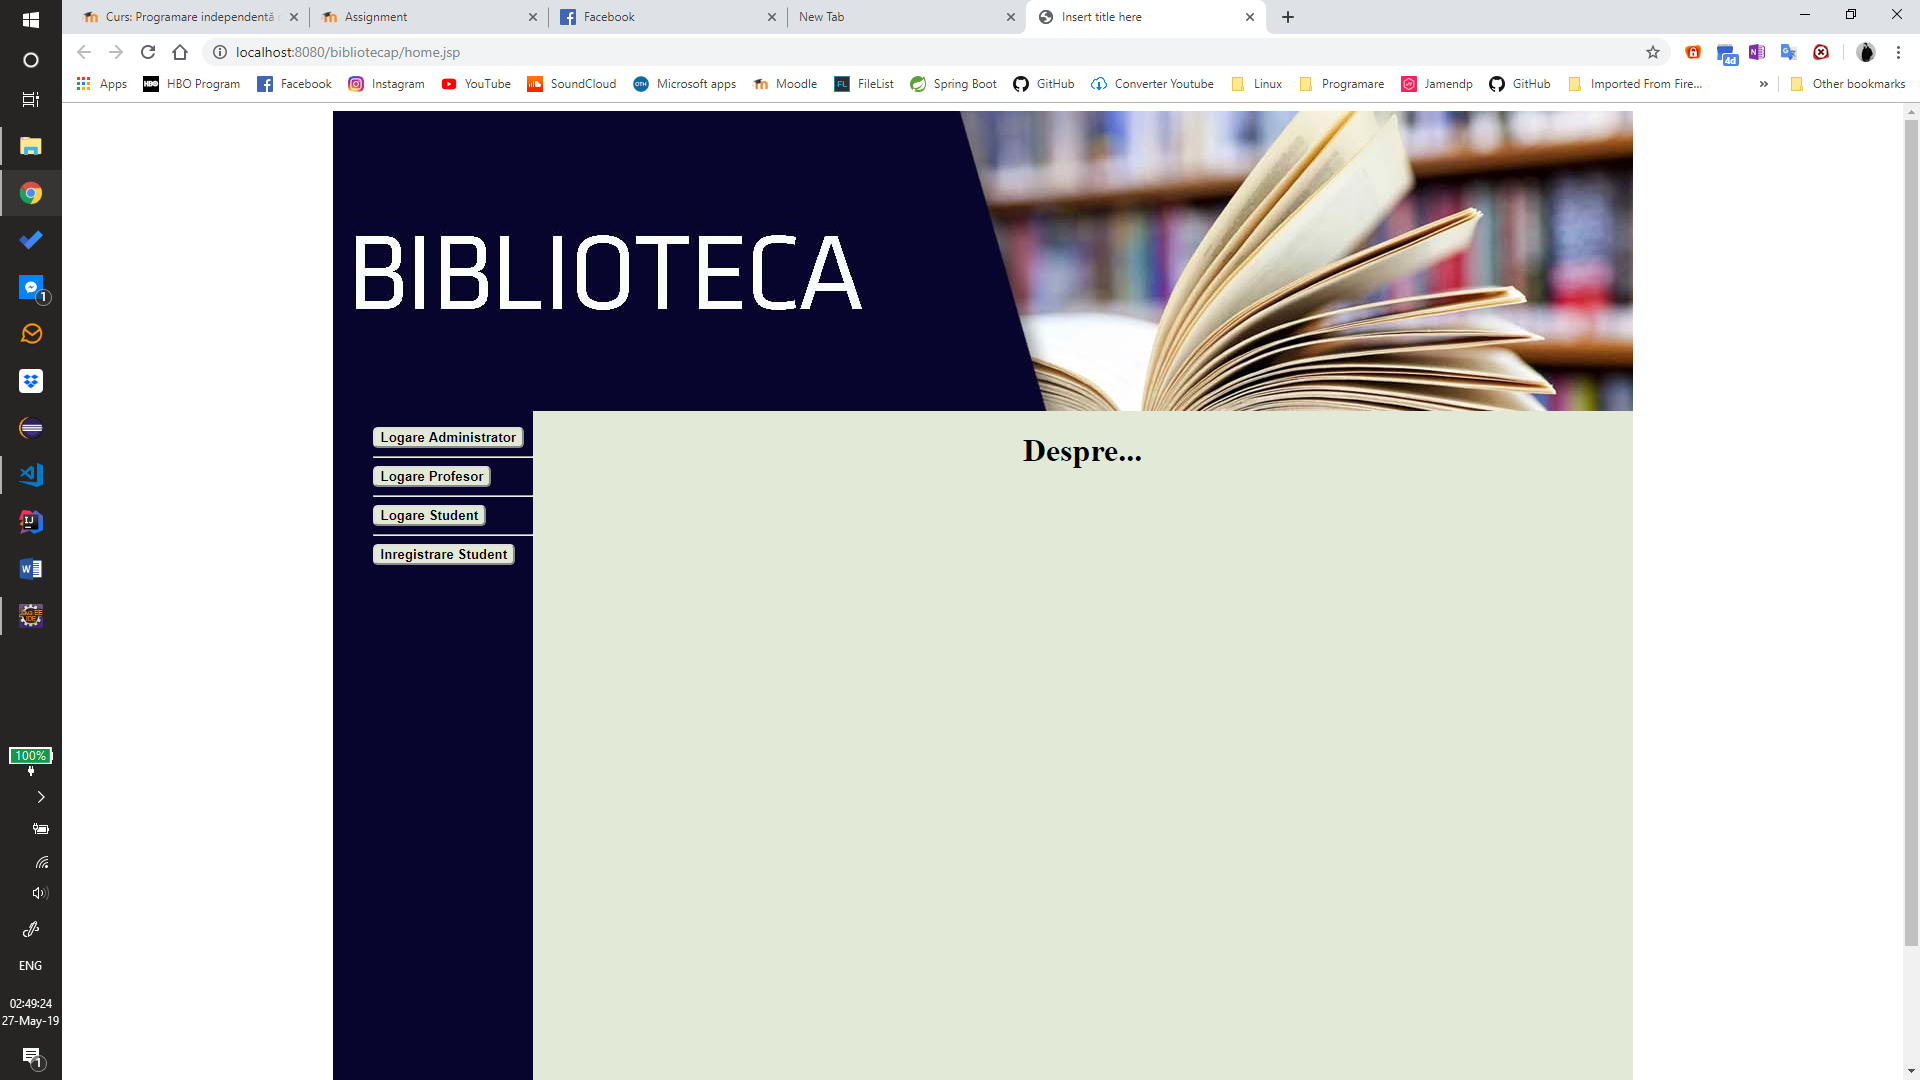 Curs: Programare independentă
Assignment
Facebook
New Tab
Insert title here
localhost:8080/bibliotecap/home.jsp
4d
Apps
HBO Program
Facebook
Instagram
YouTube
SoundCloud
Microsoft apps
Moodle
FileList
Spring Boot
GitHub
Converter Youtube
Linux
Programare
Jamendp
GitHub
Imported From Fire...
»
Other bookmarks
BIBLIOTECA
Logare Administrator
Logare Profesor
Logare Student
Inregistrare Student
Despre...
1
100%
ENG
02:49:24
27-May-19
1